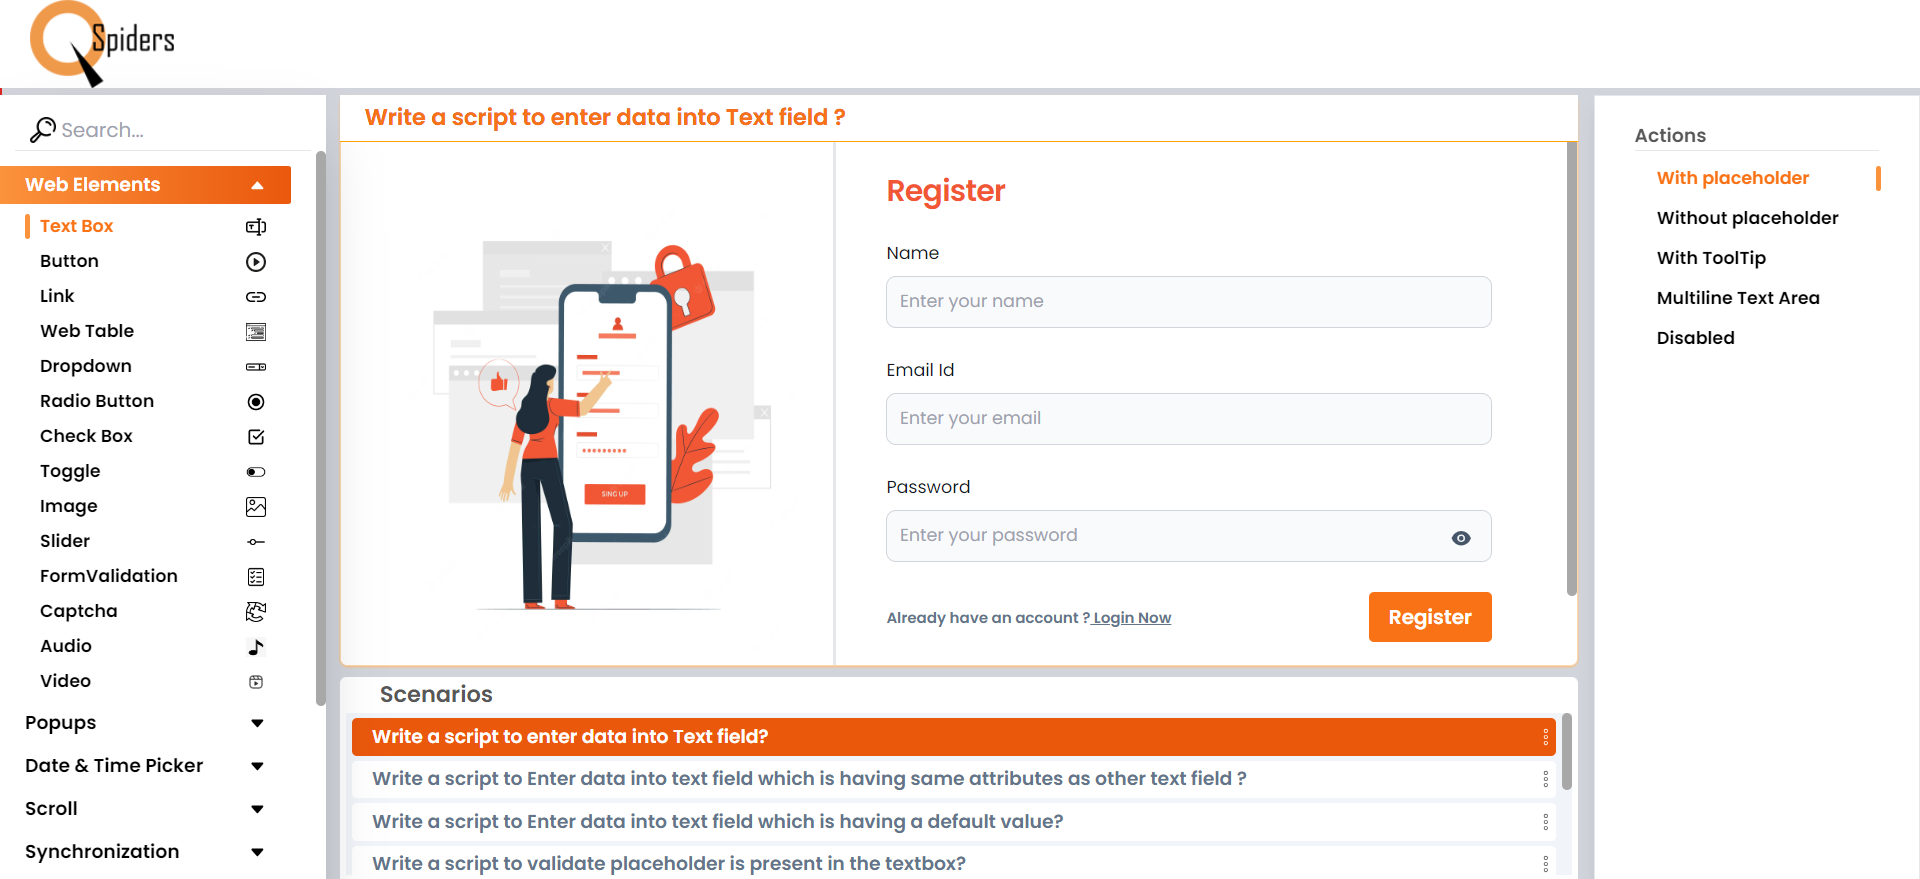 Spiders
Search...
Web Elements
Text Box
Button
Link
Web Table
Dropdown
Radio Button
Check Box
Toggle
Image
Slider
FormValidation
Captcha
Audio
Video
Popups
Date & Time Picker
Scroll
Synchronization
Write a script to enter data into Text field ?
SING UP
Register
Name
Enter your name
Email Id
Enter your email
Password
Enter your password
Already have an account ? Login Now
Register
Scenarios
Write a script to enter data into Text field?
Write a script to Enter data into text field which is having same attributes as other text field ?
Write a script to Enter data into text field which is having a default value?
Write a script to validate placeholder is present in the textbox?
Actions
With placeholder
Without placeholder
With ToolTip
Multiline Text Area
Disabled